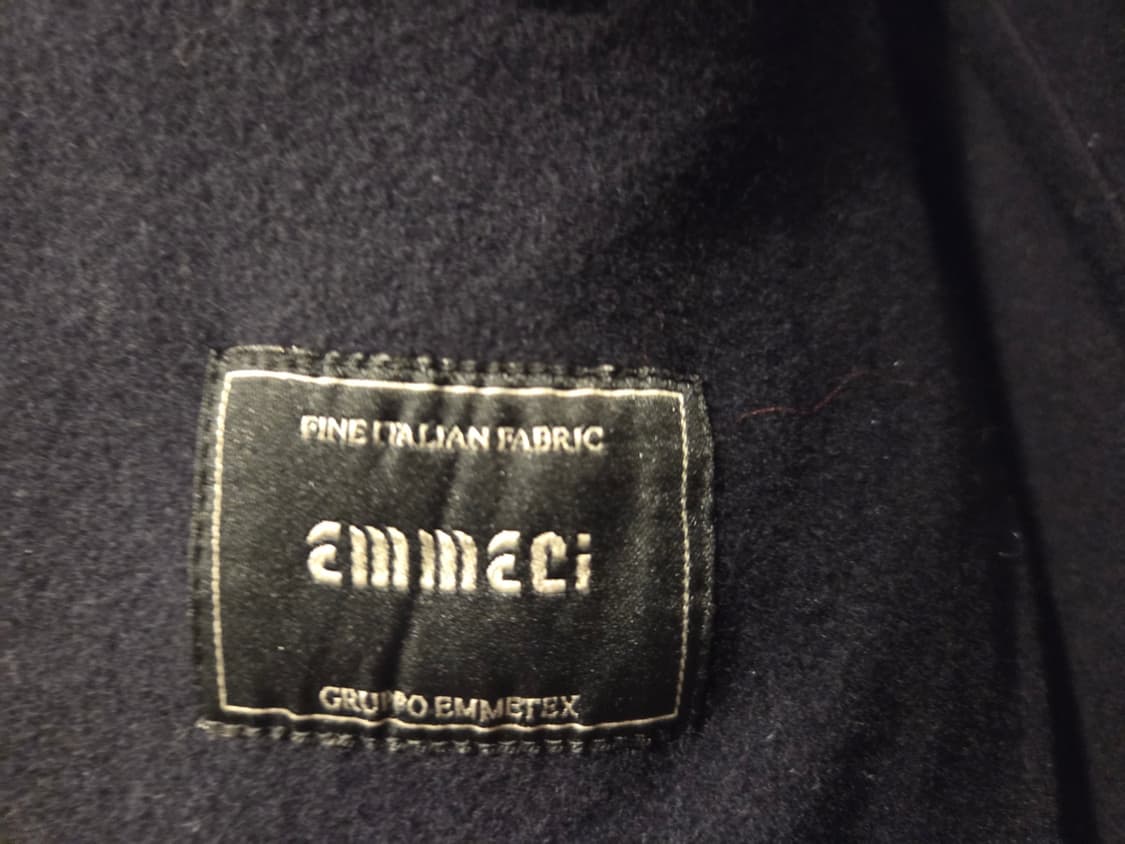 FINE ITALIAN FABRIC
emmeci
GRUPPO EMMETEX